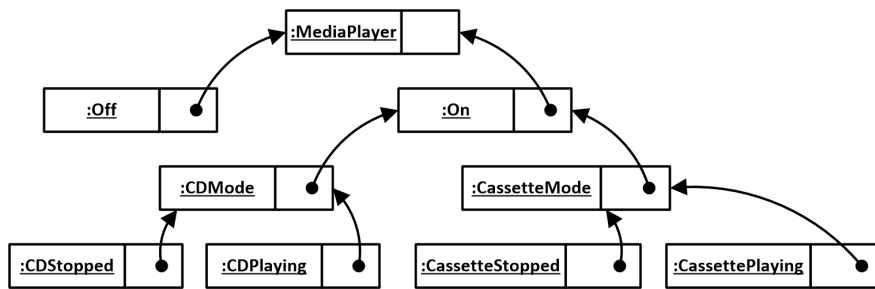 :MediaPlayer
:Off
:On
:CDMode
:CassetteMode
:CDStopped
:CDPlaying
:CassetteStopped
:CassettePlaying